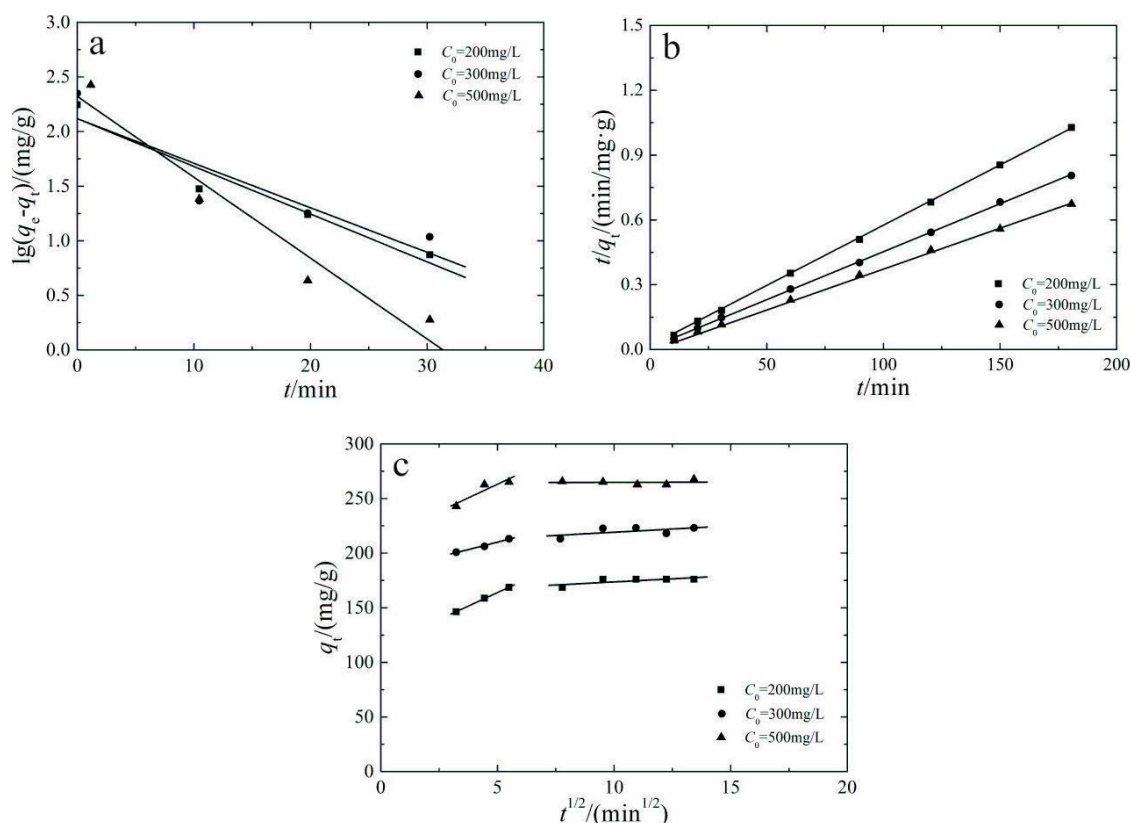 a
3.0
2.5
2.0
1.5
1.0
0.5
0.0
lg(qe-qt)/(mg/g)
C0=200mg/L
C0=300mg/L
C0=500mg/L
0 10 20 30 40
t/min
b
1.5
1.2
0.9
0.6
0.3
0.0
t/qt/(min/mg·g)
C0=200mg/L
C0=300mg/L
C0=500mg/L
0 50 100 150 200
t/min
c
300
250
200
150
100
50
0
qt/(mg/g)
C0=200mg/L
C0=300mg/L
C0=500mg/L
0 5 10 15 20
t1/2/(min1/2)